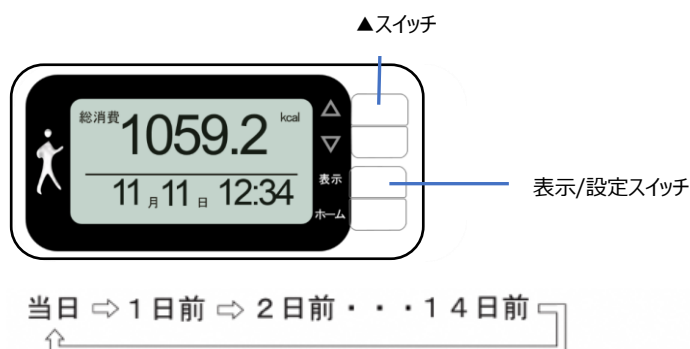 ▲スイッチ
総消費 1059.2 kcal
11月11日 12:34
△
▽
表示
ホーム
表示/設定スイッチ
当日⇨1日前⇨2日前・・・14日前